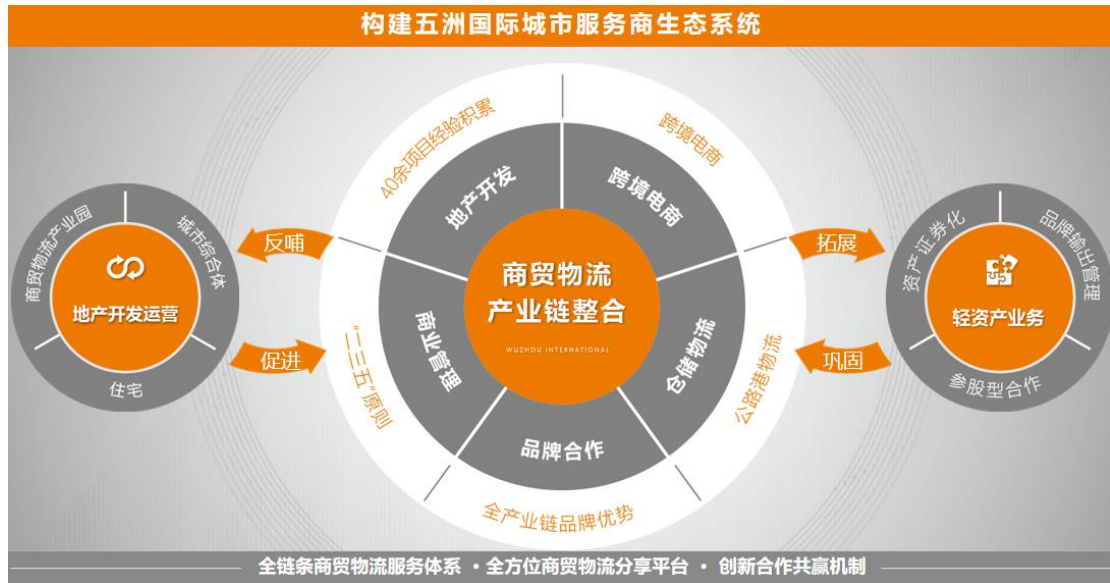 构建五洲国际城市服务商生态系统
40余项目经验积累
跨境电商
地产开发
跨境电商
商贸物流产业园
城市综合体
地产开发运营
住宅
反哺
促进
商贸物流
产业链整合
WUZHOU INTERNATIONAL
商业管理
仓储物流
品牌合作
"一二三五"原则
公路港物流
全产业链品牌优势
拓展
巩固
资产证券化
品牌输出管理
轻资产业务
参股型合作
全链条商贸物流服务体系 · 全方位商贸物流分享平台 · 创新合作共赢机制